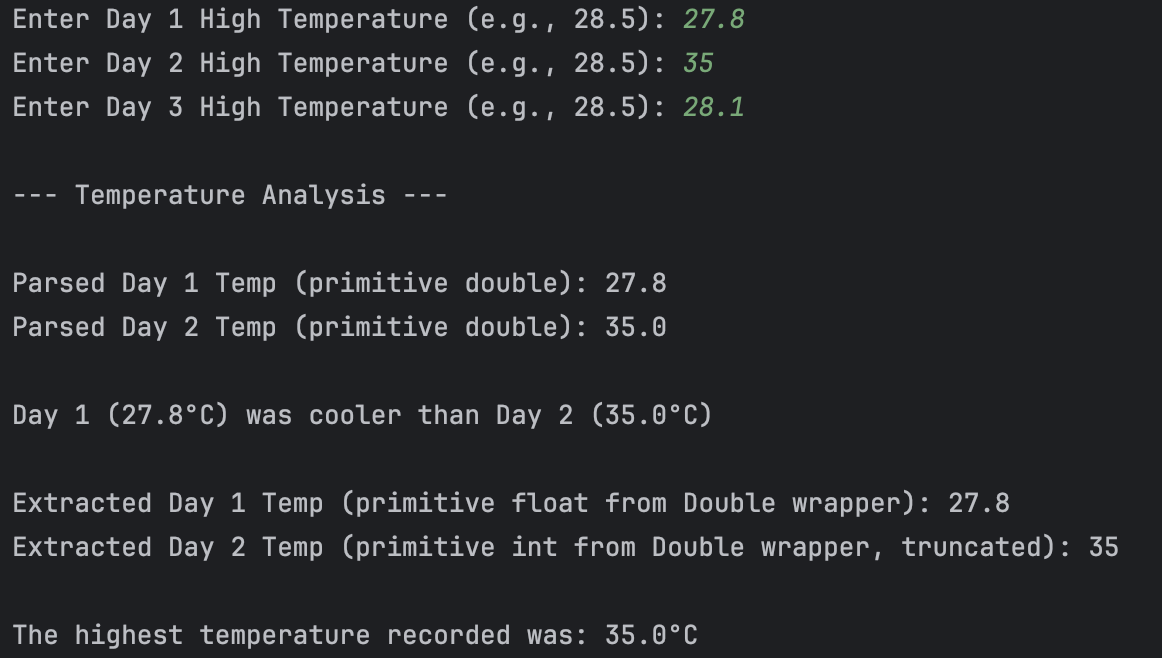 Enter Day 1 High Temperature (e.g., 28.5): 27.8
Enter Day 2 High Temperature (e.g., 28.5): 35
Enter Day 3 High Temperature (e.g., 28.5): 28.1
--- Temperature Analysis ---
Parsed Day 1 Temp (primitive double): 27.8
Parsed Day 2 Temp (primitive double): 35.0
Day 1 (27.8°C) was cooler than Day 2 (35.0°C)
Extracted Day 1 Temp (primitive float from Double wrapper): 27.8
Extracted Day 2 Temp (primitive int from Double wrapper, truncated): 35
The highest temperature recorded was: 35.0°C